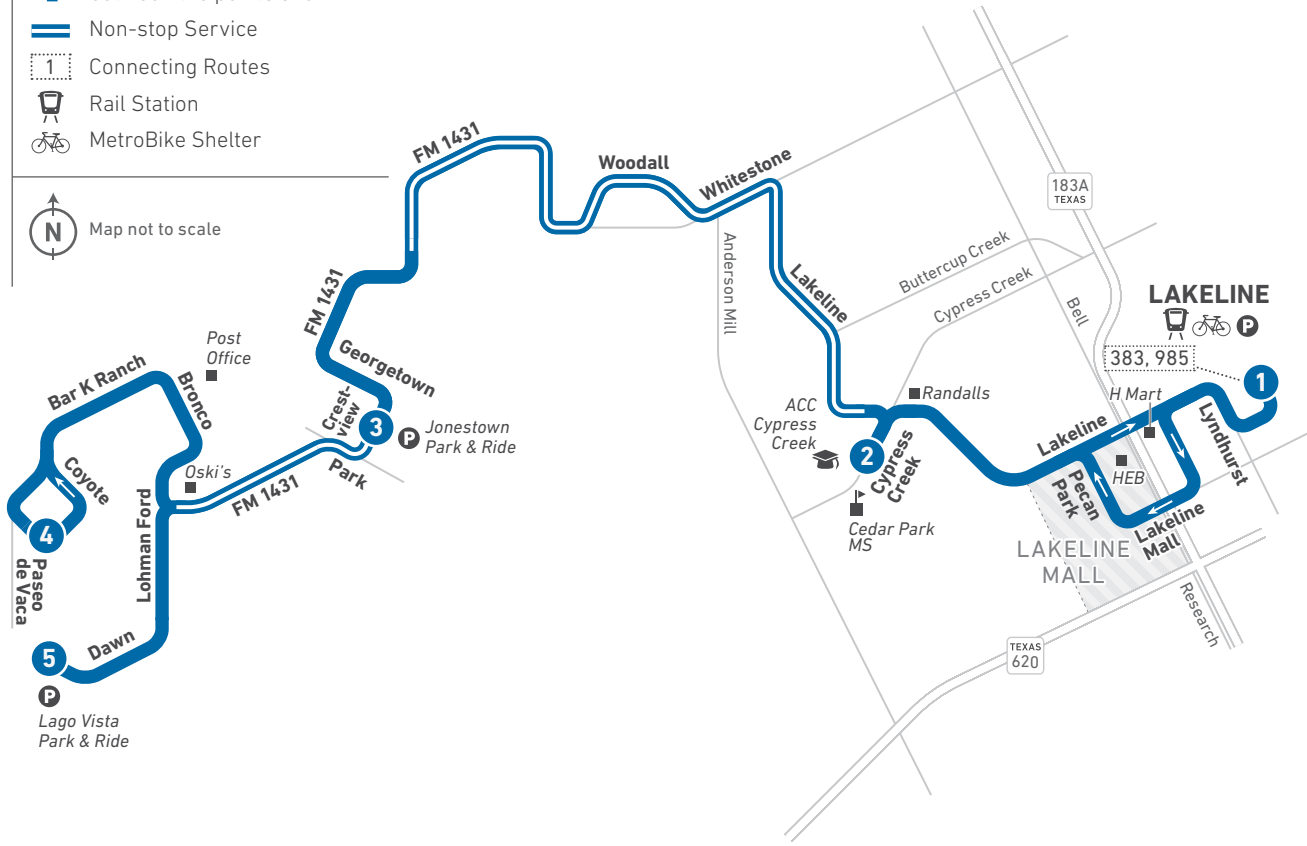 Non-stop Service
1
Connecting Routes
Rail Station
MetroBike Shelter
N
Map not to scale
FM 1431
Woodall
Whitestone
183A
TEXAS
Anderson Mill
Buttercup Creek
Cypress Creek
Lakeline
Bell
LAKELINE
P
383, 985
1
FM 1431
Georgetown
Post
Office
Bar K Ranch
Bronco
Crest-
view
3
P
Jonestown
Park & Ride
Park
Oski's
FM 1431
Coyote
4
Paseo
de Vaca
Lohman Ford
Dawn
5
P
Lago Vista
Park & Ride
Randalls
ACC
Cypress
Creek
2
Cypress
Creek
Cedar Park
MS
Lakeline
H Mart
Lyndhurst
HEB
Pecan
Park
Lakeline
Mall
LAKELINE
MALL
Research
TEXAS
620